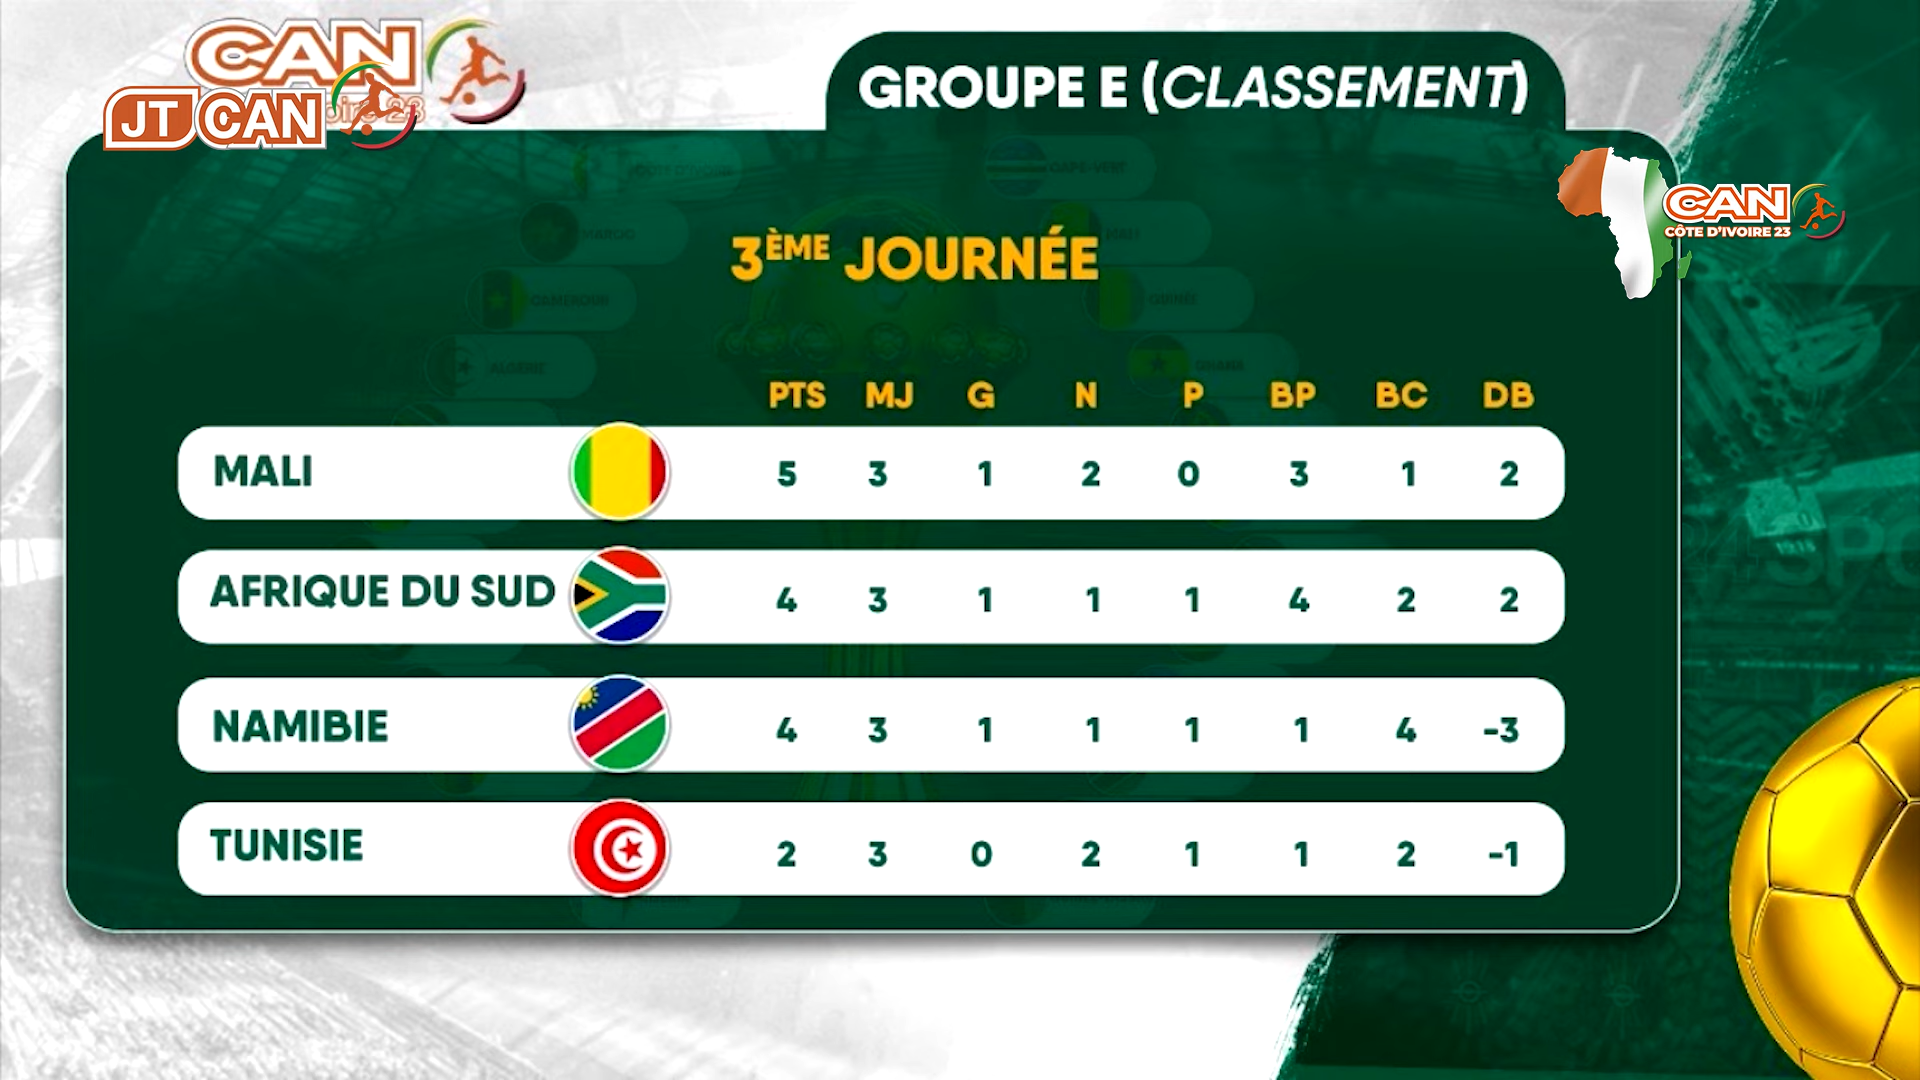 CAN
JT CAN
GROUPE E (CLASSEMENT)
CAN
CÔTE D'IVOIRE 23
3ÈME JOURNÉE
PTS MJ G N P BP BC DB
MALI 5 3 1 2 0 3 1 2
AFRIQUE DU SUD 4 3 1 1 1 4 2 2
NAMIBIE 4 3 1 1 1 1 4 -3
TUNISIE 2 3 0 2 1 1 2 -1